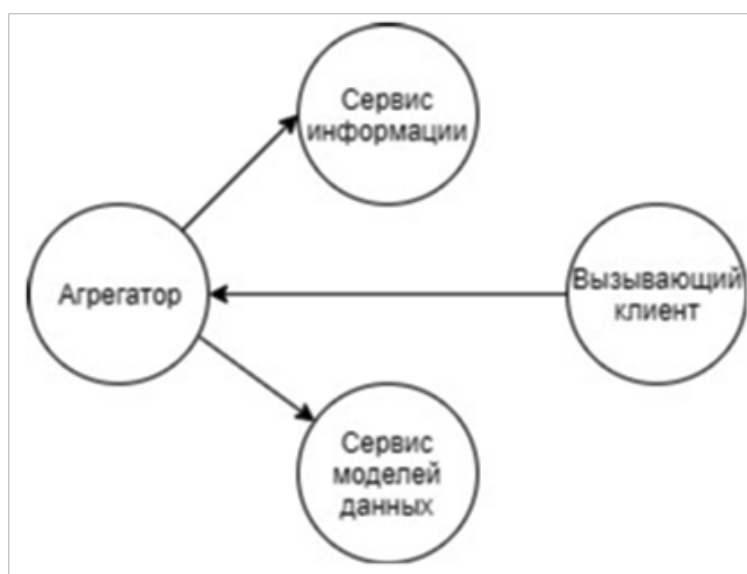 Сервис
информации
Агрегатор
Вызывающий
клиент
Сервис
моделей
данных